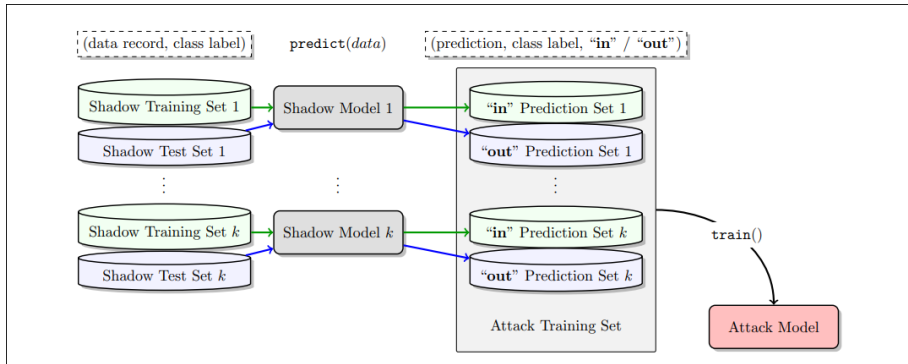 (data record, class label) predict(data) (prediction, class label, “in” / “out”)
Shadow Training Set 1 Shadow Model 1 “in” Prediction Set 1
Shadow Test Set 1 “out” Prediction Set 1
⋮ ⋮ ⋮
Shadow Training Set k Shadow Model k “in” Prediction Set k
train()
Shadow Test Set k “out” Prediction Set k
Attack Training Set Attack Model